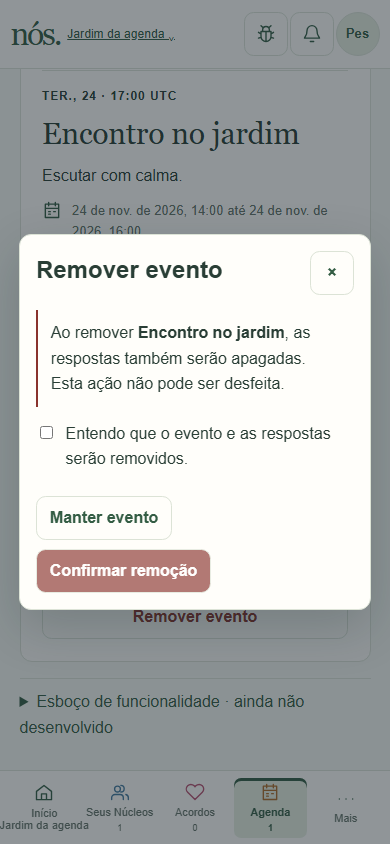 nós. Jardim da agenda
Pes
TER., 24 · 17:00 UTC
Encontro no jardim
Escutar com calma.
24 de nov. de 2026, 14:00 até 24 de nov. de
2026, 16:00
Remover evento
×
Ao remover Encontro no jardim, as
respostas também serão apagadas.
Esta ação não pode ser desfeita.
Entendo que o evento e as respostas
serão removidos.
Manter evento
Confirmar remoção
Remover evento
▶ Esboço de funcionalidade · ainda não
desenvolvido
Início
Jardim da agenda
Seus Núcleos
1
Acordos
0
Agenda
1
...
Mais